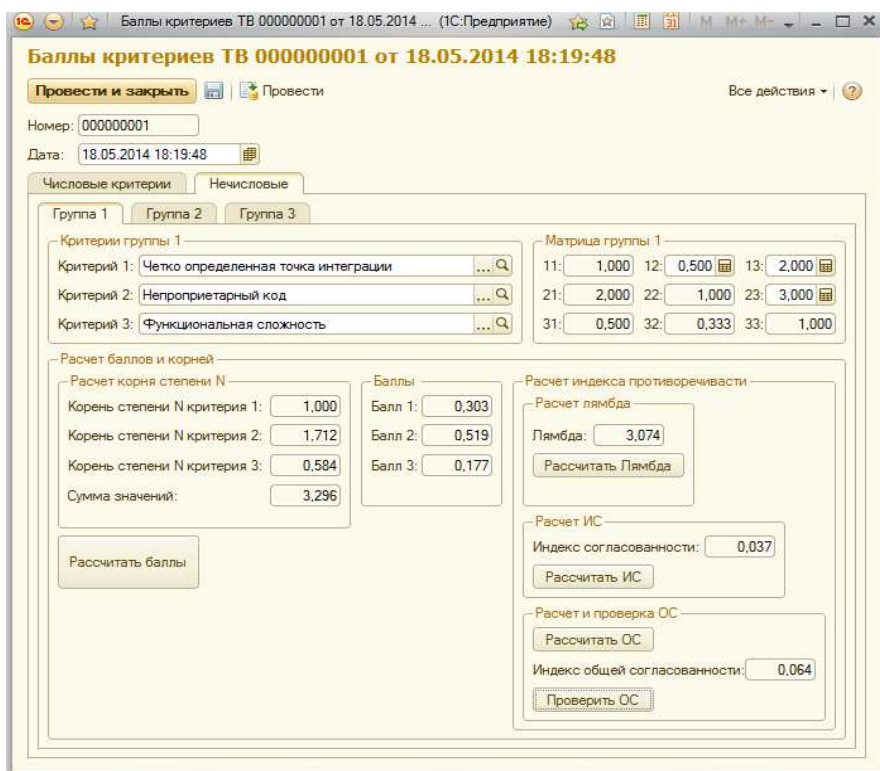 Баллы критериев ТВ 000000001 от 18.05.2014 ... (1С:Предприятие) M M+ M-
Баллы критериев ТВ 000000001 от 18.05.2014 18:19:48
Провести и закрыть Провести Все действия
Номер: 000000001
Дата: 18.05.2014 18:19:48
Числовые критерии Нечисловые
Группа 1 Группа 2 Группа 3
Критерии группы 1 Матрица группы 1
Критерий 1: Четко определенная точка интеграции ... 11: 1,000 12: 0,500 13: 2,000
Критерий 2: Непроприетарный код ... 21: 2,000 22: 1,000 23: 3,000
Критерий 3: Функциональная сложность ... 31: 0,500 32: 0,333 33: 1,000
Расчет баллов и корней
Расчет корня степени N Баллы Расчет индекса противоречивасти
Расчет лямбда
Корень степени N критерия 1: 1,000 Балл 1: 0,303
Корень степени N критерия 2: 1,712 Балл 2: 0,519 Лямбда: 3,074
Корень степени N критерия 3: 0,584 Балл 3: 0,177 Рассчитать Лямбда
Сумма значений: 3,296
Расчет ИС
Индекс согласованности: 0,037
Рассчитать баллы
Рассчитать ИС
Расчет и проверка ОС
Рассчитать ОС
Индекс общей согласованности: 0,064
Проверить ОС